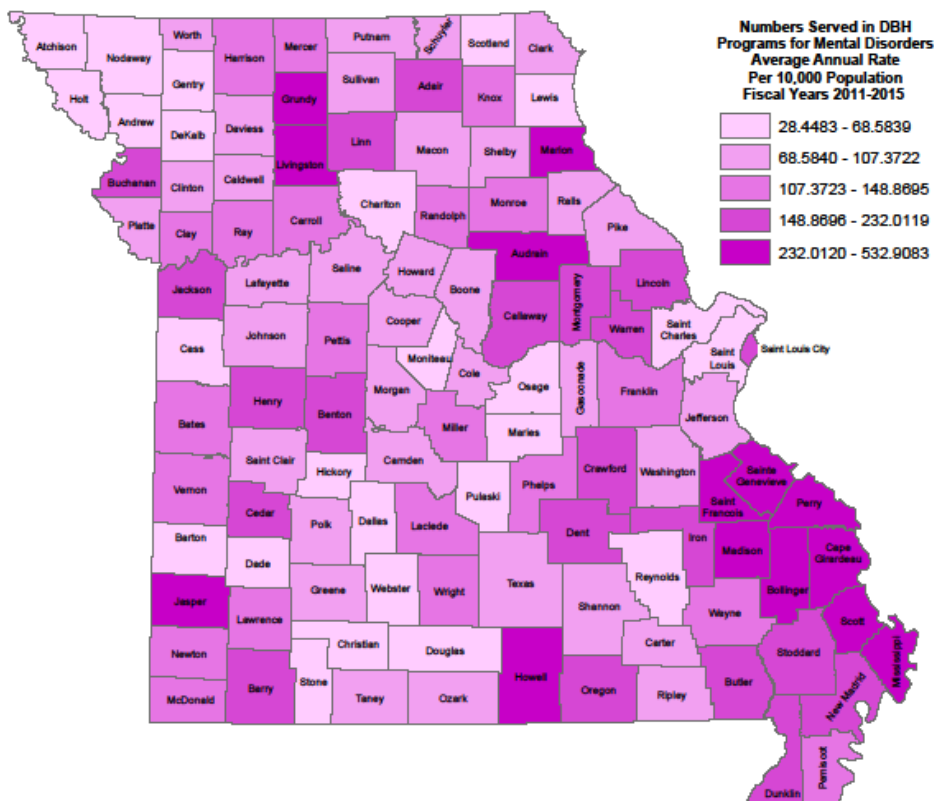 Numbers Served in DBH
Programs for Mental Disorders
Average Annual Rate
Per 10,000 Population
Fiscal Years 2011-2015
28.4483 - 68.5839
68.5840 - 107.3722
107.3723 - 148.8695
148.8696 - 232.0119
232.0120 - 532.9083
Atchison
Nodaway
Worth
Harrison
Mercer
Putnam
Schuyler
Scotland
Clark
Holt
Gentry
Sullivan
Adair
Knox
Lewis
Andrew
DeKalb
Daviess
Grundy
Linn
Macon
Shelby
Marion
Livingston
Buchanan
Clinton
Caldwell
Chariton
Randolph
Monroe
Ralls
Pike
Platte
Clay
Ray
Carroll
Audrain
Jackson
Lafayette
Saline
Howard
Boone
Callaway
Montgomery
Lincoln
Warren
Saint
Charles
Saint
Louis
Saint Louis City
Cass
Johnson
Pettis
Cooper
Moniteau
Cole
Osage
Gasconade
Franklin
Jefferson
Henry
Benton
Morgan
Miller
Maries
Bates
Saint Clair
Hickory
Camden
Pulaski
Phelps
Crawford
Washington
Sainte
Genevieve
Saint
Francois
Perry
Vernon
Cedar
Polk
Dallas
Laclede
Dent
Iron
Madison
Cape
Girardeau
Barton
Dade
Greene
Webster
Wright
Texas
Shannon
Reynolds
Bollinger
Jasper
Lawrence
Wayne
Scott
Newton
Christian
Douglas
Carter
Stoddard
Mississippi
McDonald
Barry
Stone
Taney
Ozark
Howell
Oregon
Ripley
Butler
New Madrid
Pemiscot
Dunklin